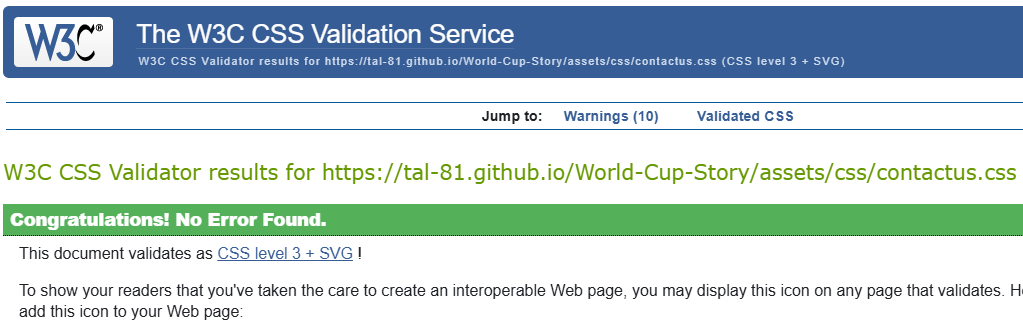 W3C®
The W3C CSS Validation Service
W3C CSS Validator results for https://tal-81.github.io/World-Cup-Story/assets/css/contactus.css (CSS level 3 + SVG)
Jump to: Warnings (10) Validated CSS
W3C CSS Validator results for https://tal-81.github.io/World-Cup-Story/assets/css/contactus.css
Congratulations! No Error Found.
This document validates as CSS level 3 + SVG !
To show your readers that you've taken the care to create an interoperable Web page, you may display this icon on any page that validates.
add this icon to your Web page: